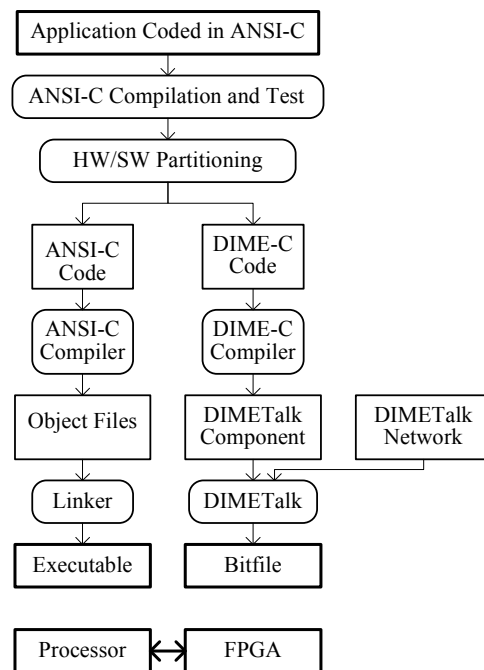 Application Coded in ANSI-C
ANSI-C Compilation and Test
HW/SW Partitioning
ANSI-C
Code
DIME-C
Code
ANSI-C
Compiler
DIME-C
Compiler
Object Files
DIMETalk
Component
DIMETalk
Network
Linker
DIMETalk
Executable
Bitfile
Processor
FPGA